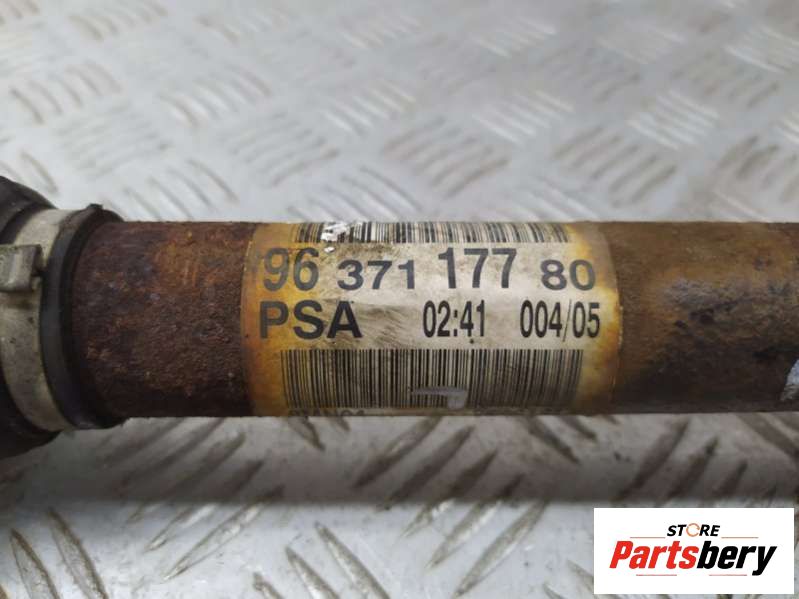 96 371 177 80
PSA 02:41 004/05
STORE
Partsbery